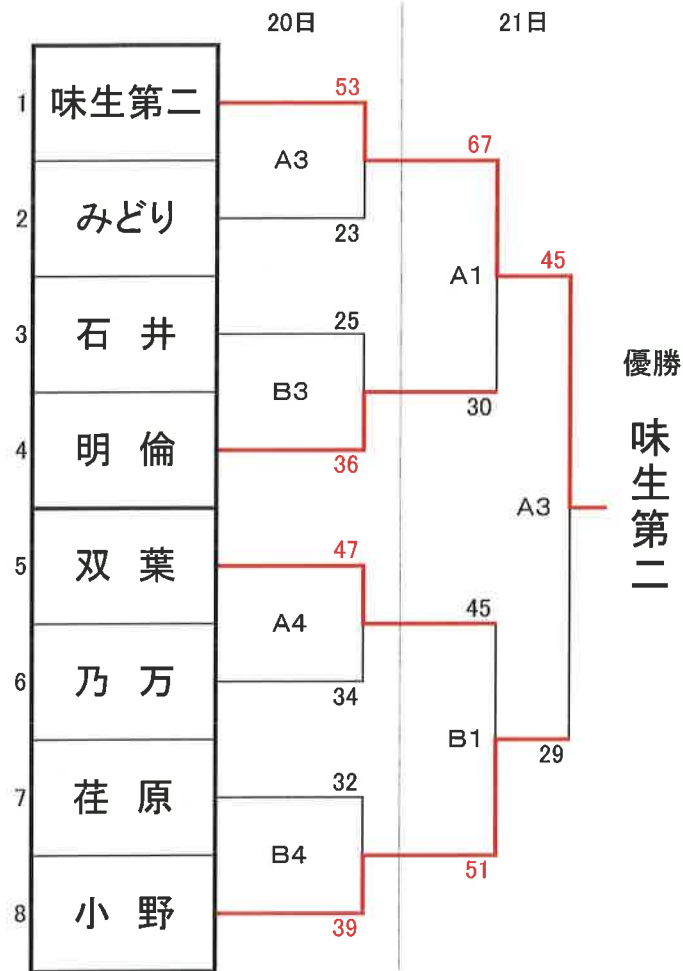 20日 21日
1 味生第二 53
A3 67
2 みどり 23
A1 45
3 石 井 25
B3 30
4 明 倫 36
優勝
味生第二
A3
5 双 葉 47
A4 45
6 乃 万 34
B1 29
7 荏 原 32
B4 51
8 小 野 39